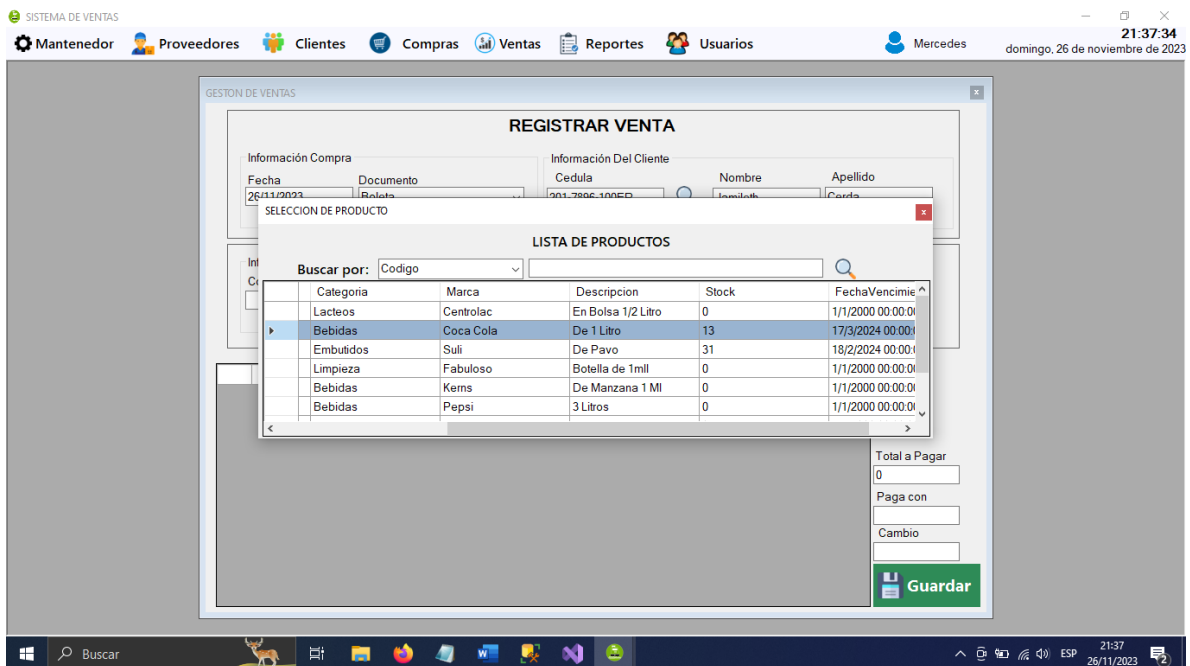 SISTEMA DE VENTAS
Mantenedor Proveedores Clientes Compras Ventas Reportes Usuarios Mercedes
21:37:34
domingo, 26 de noviembre de 2023
GESTON DE VENTAS
REGISTRAR VENTA
Información Compra Información Del Cliente
Fecha Documento Cedula Nombre Apellido
26/11/2023 Boleta Cerda
SELECCION DE PRODUCTO
LISTA DE PRODUCTOS
Buscar por: Codigo
Categoria Marca Descripcion Stock FechaVencimie
Lacteos Centrolac En Bolsa 1/2 Litro 0 1/1/2000 00:00:0
Bebidas Coca Cola De 1 Litro 13 17/3/2024 00:00:
Embutidos Suli De Pavo 31 18/2/2024 00:00:
Limpieza Fabuloso Botella de 1mll 0 1/1/2000 00:00:0
Bebidas Kerns De Manzana 1 Ml 0 1/1/2000 00:00:0
Bebidas Pepsi 3 Litros 0 1/1/2000 00:00:0
Total a Pagar
0
Paga con
Cambio
Guardar
Buscar
ESP
21:37
26/11/2023
2